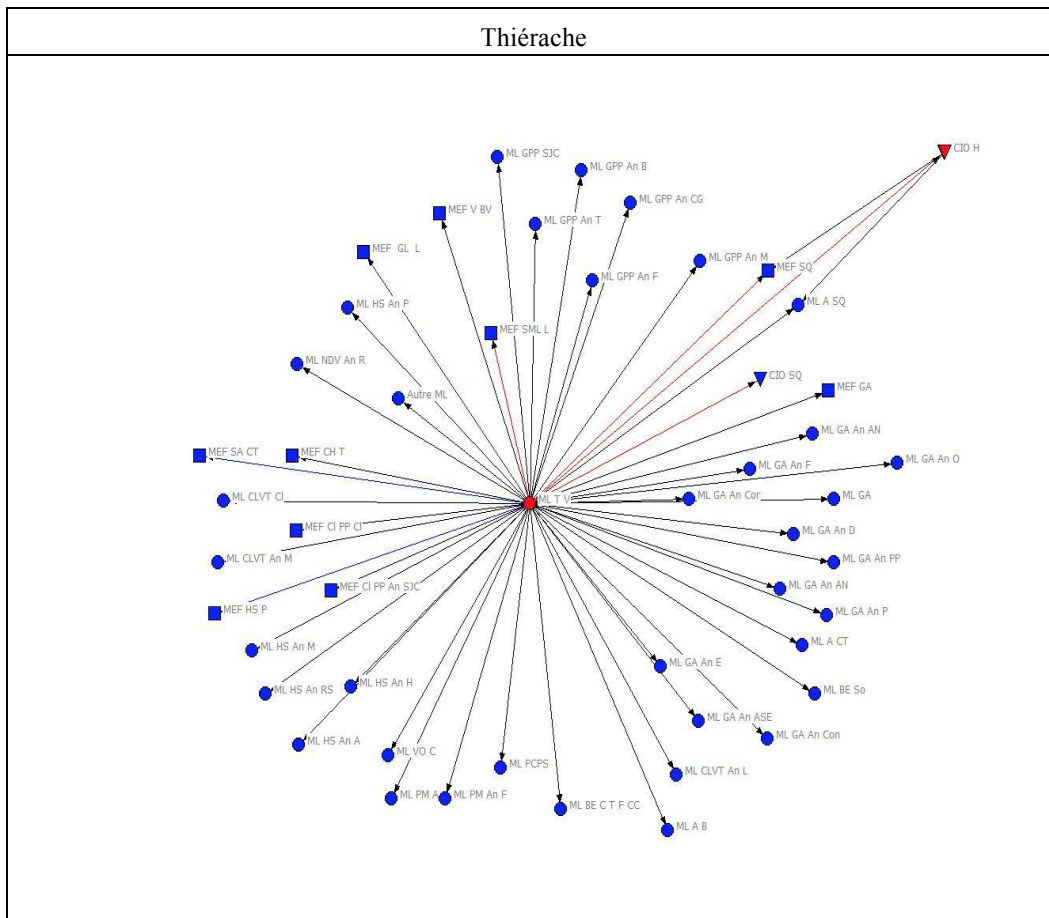 Thiérache
CIO H
ML GPP SJC
ML GPP An B
ML GPP An CG
MEF V BV
ML GPP An T
MEF GL L
ML GPP An M
MEF SQ
ML GPP An F
ML HS An P
ML A SQ
MEF SML L
ML NDV An R
CIO SQ
MEF GA
Autre ML
ML GA An AN
MEF SA CT
MEF CH T
ML GA An O
ML GA An F
ML CLVT Cl
ML T V
ML GA An Cor
ML GA
MEF Cl PP Cl
ML GA An D
ML CLVT An M
ML GA An PP
MEF Cl PP An SJC
ML GA An AN
MEF HS P
ML GA An P
ML HS An M
ML A CT
ML GA An E
ML HS An RS
ML HS An H
ML BE So
ML GA An ASE
ML HS An A
ML GA An Con
ML VO C
ML PCPS
ML CLVT An L
ML PM A
ML PM An F
ML BE C T F CC
ML A B